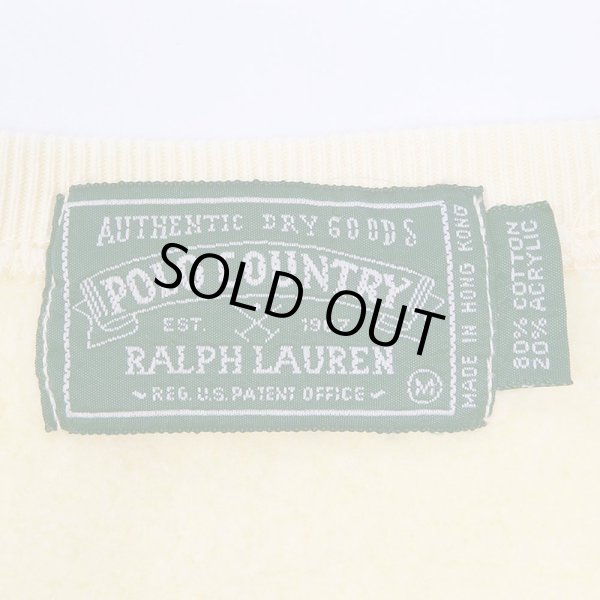 AUTHENTIC DRY GOODS
POLO COUNTRY
EST. 19
RALPH LAUREN
REG. U.S. PATENT OFFICE
M
MADE IN HONG KONG
80% COTTON
20% ACRYLIC
SOLD OUT